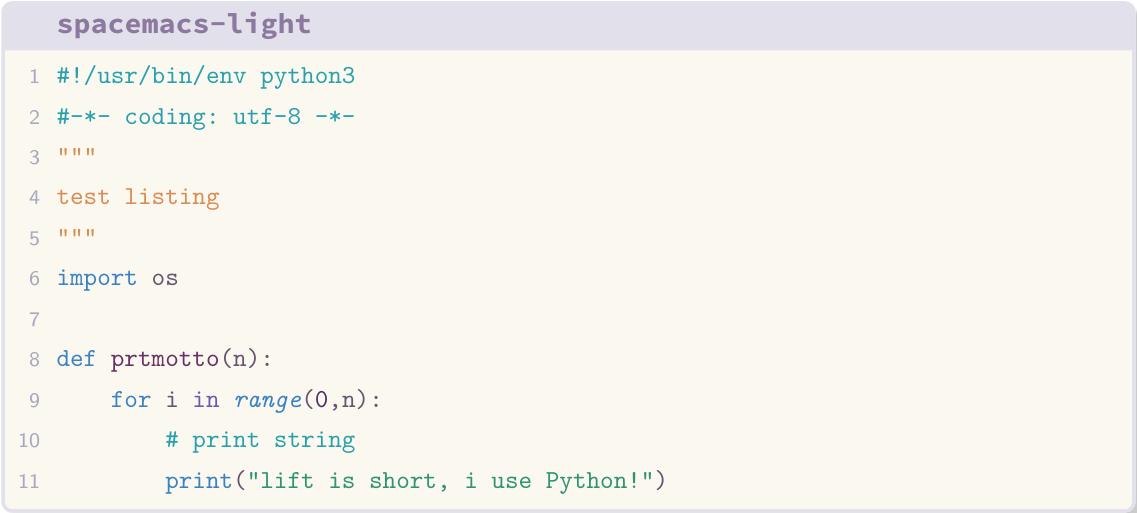 spacemacs-light
1 #!/usr/bin/env python3
2 #-*- coding: utf-8 -*-
3 """
4 test listing
5 """
6 import os
7
8 def prtmotto(n):
9     for i in range(0,n):
10         # print string
11         print("lift is short, i use Python!")